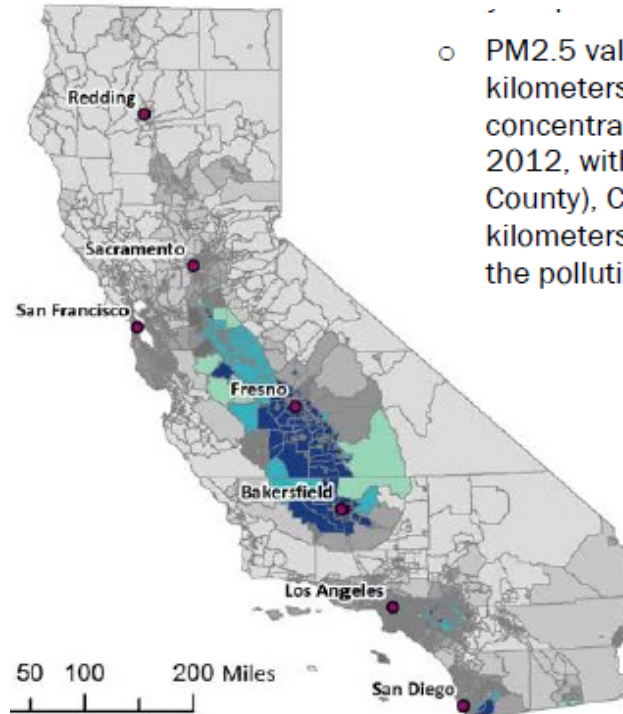 PM2.5 val
kilometers
concentra
2012, with
County), C
kilometers
the polluti
Redding
Sacramento
San Francisco
Fresno
Bakersfield
Los Angeles
San Diego
50 100 200 Miles